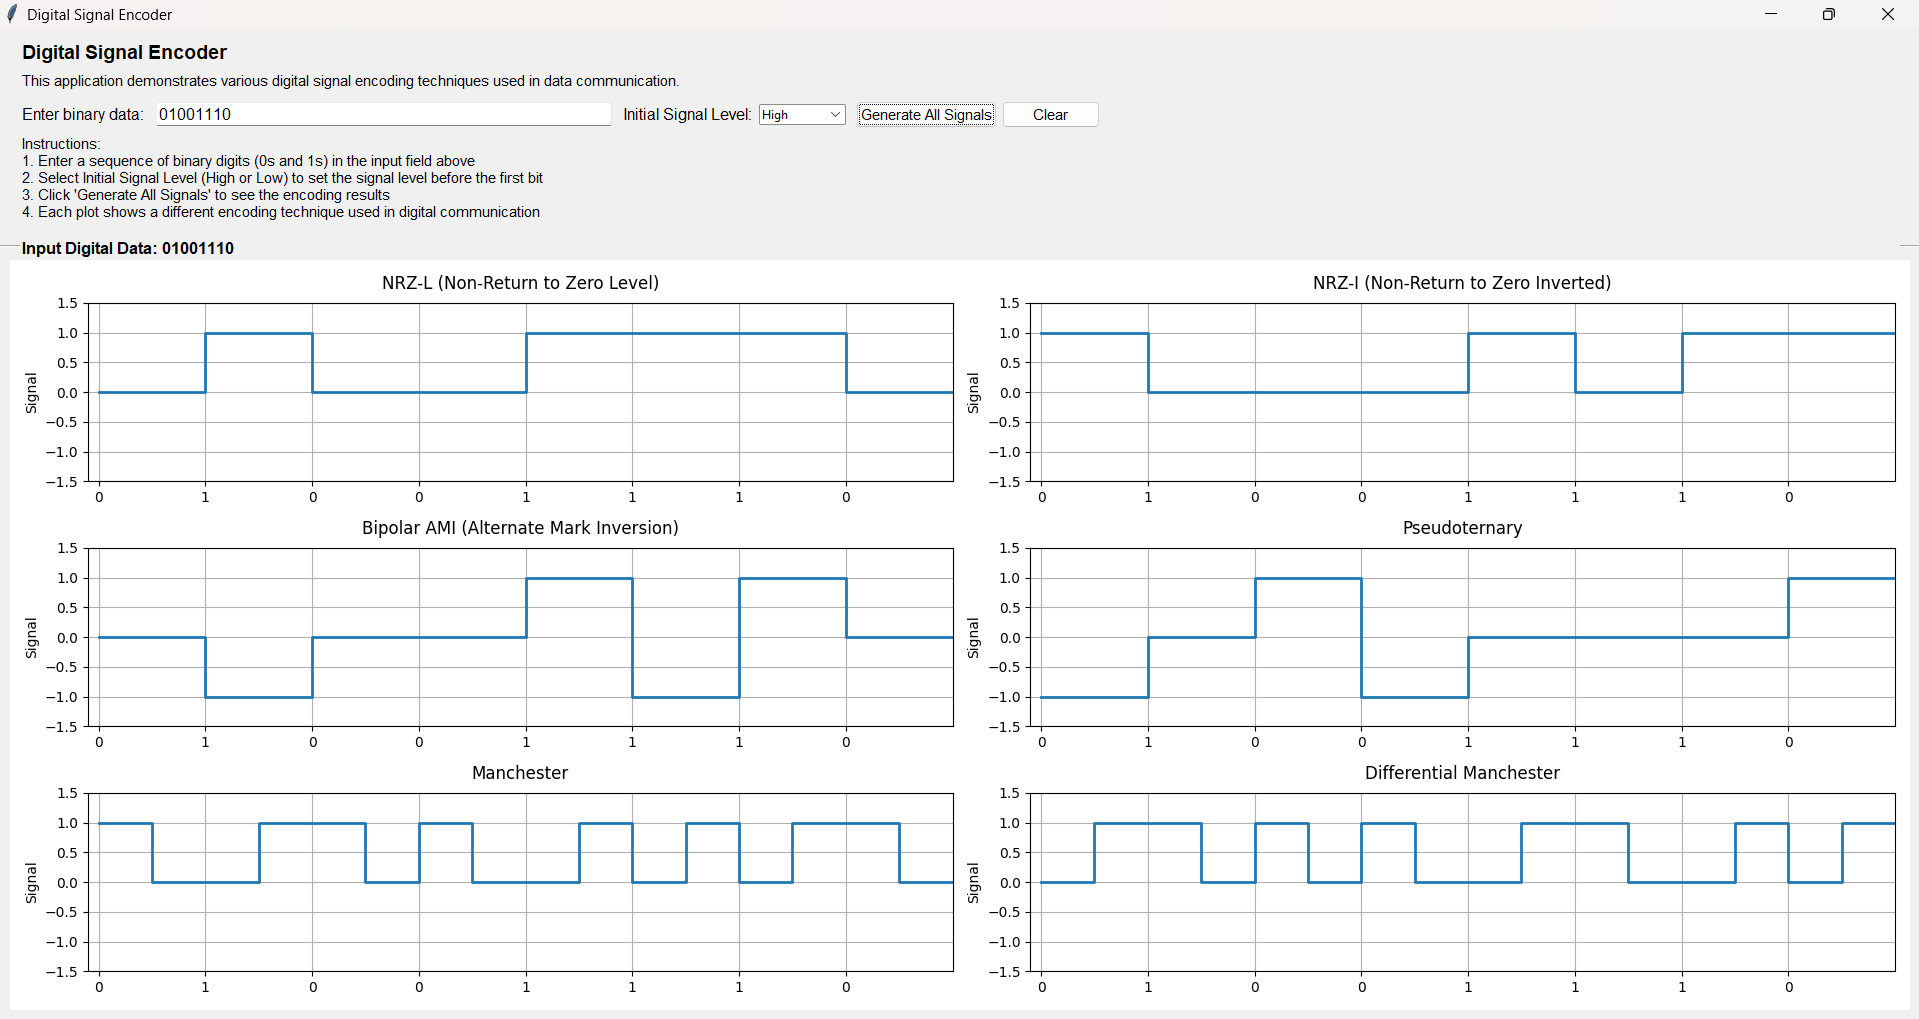 Digital Signal Encoder
Digital Signal Encoder
This application demonstrates various digital signal encoding techniques used in data communication.
Enter binary data: 01001110 Initial Signal Level: High Generate All Signals Clear
Instructions:
1. Enter a sequence of binary digits (0s and 1s) in the input field above
2. Select Initial Signal Level (High or Low) to set the signal level before the first bit
3. Click 'Generate All Signals' to see the encoding results
4. Each plot shows a different encoding technique used in digital communication
Input Digital Data: 01001110
NRZ-L (Non-Return to Zero Level)
1.5
1.0
0.5
0.0
−0.5
−1.0
−1.5
Signal
0 1 0 0 1 1 1 0
NRZ-I (Non-Return to Zero Inverted)
1.5
1.0
0.5
0.0
−0.5
−1.0
−1.5
Signal
0 1 0 0 1 1 1 0
Bipolar AMI (Alternate Mark Inversion)
1.5
1.0
0.5
0.0
−0.5
−1.0
−1.5
Signal
0 1 0 0 1 1 1 0
Pseudoternary
1.5
1.0
0.5
0.0
−0.5
−1.0
−1.5
Signal
0 1 0 0 1 1 1 0
Manchester
1.5
1.0
0.5
0.0
−0.5
−1.0
−1.5
Signal
0 1 0 0 1 1 1 0
Differential Manchester
1.5
1.0
0.5
0.0
−0.5
−1.0
−1.5
Signal
0 1 0 0 1 1 1 0